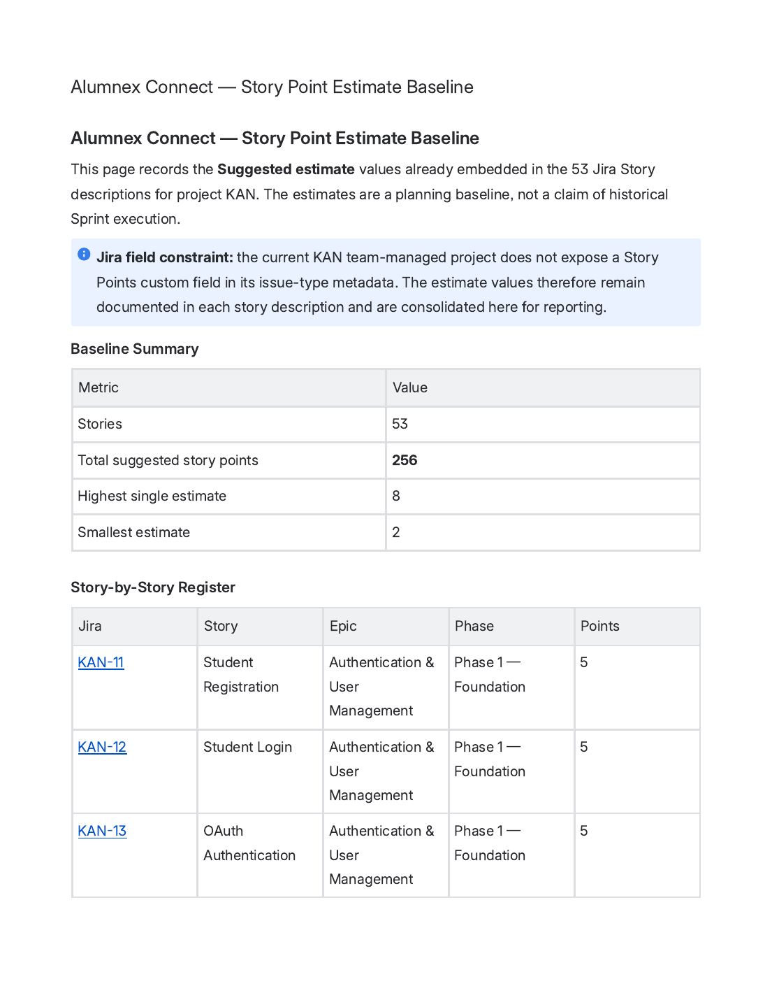 Alumnex Connect — Story Point Estimate Baseline
Alumnex Connect — Story Point Estimate Baseline
This page records the Suggested estimate values already embedded in the 53 Jira Story
descriptions for project KAN. The estimates are a planning baseline, not a claim of historical
Sprint execution.
Jira field constraint: the current KAN team-managed project does not expose a Story
Points custom field in its issue-type metadata. The estimate values therefore remain
documented in each story description and are consolidated here for reporting.
Baseline Summary
Metric Value
Stories 53
Total suggested story points 256
Highest single estimate 8
Smallest estimate 2
Story-by-Story Register
Jira Story Epic Phase Points
KAN-11 Student Authentication & Phase 1 — 5
Registration User Foundation
Management
KAN-12 Student Login Authentication & Phase 1 — 5
User Foundation
Management
KAN-13 OAuth Authentication & Phase 1 — 5
Authentication User Foundation
Management